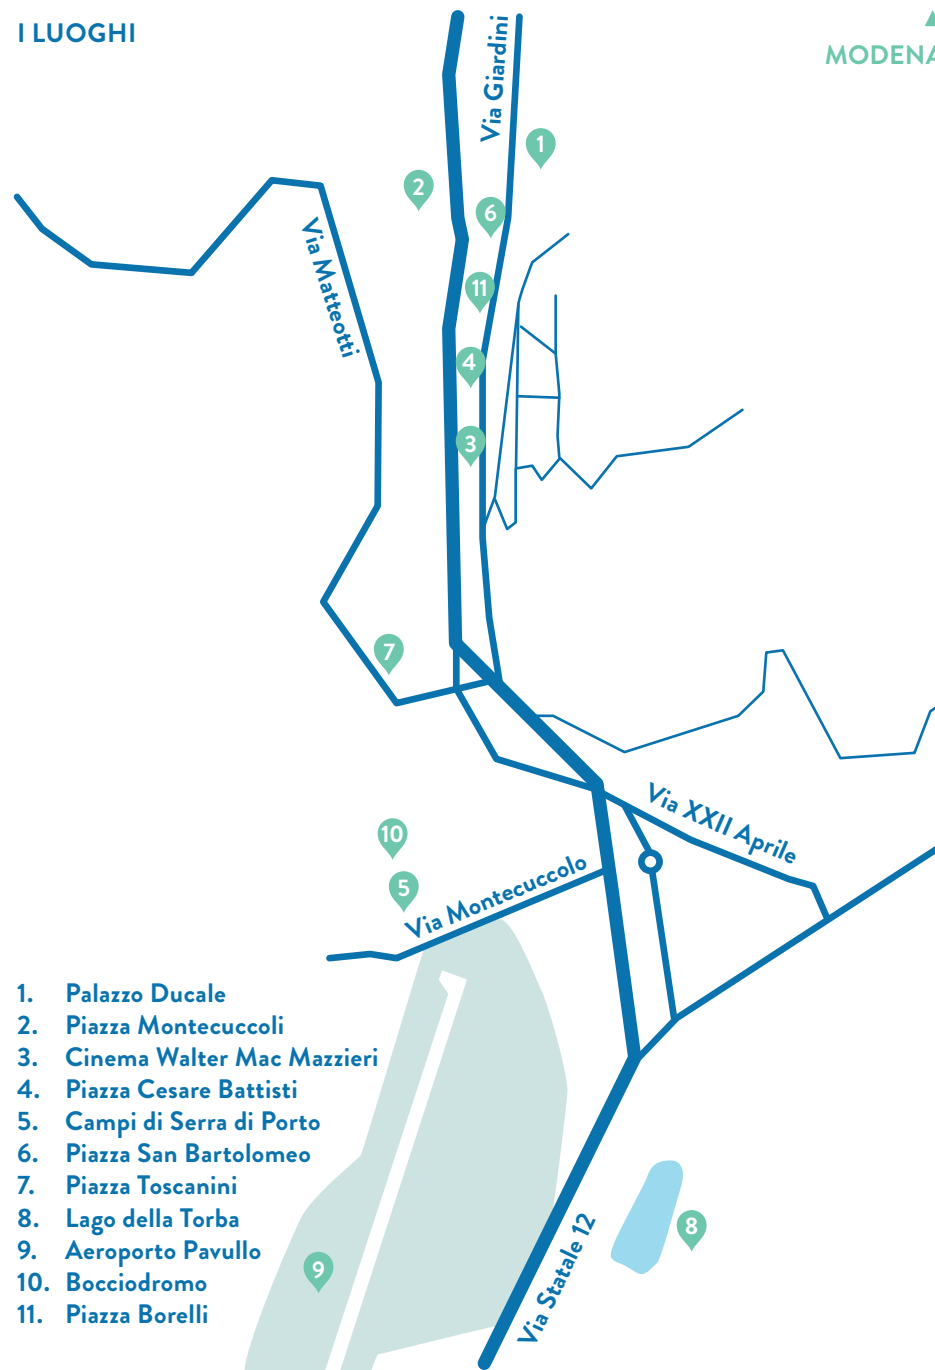 I LUOGHI
MODENA
Via Giardini
1
2
6
Via Matteotti
11
4
3
7
Via XXII Aprile
10
Via Montecuccolo
5
1. Palazzo Ducale
2. Piazza Montecuccoli
3. Cinema Walter Mac Mazzieri
4. Piazza Cesare Battisti
5. Campi di Serra di Porto
6. Piazza San Bartolomeo
7. Piazza Toscanini
8. Lago della Torba
9. Aeroporto Pavullo
10. Bocciodromo
11. Piazza Borelli
8
Via Statale 12
9